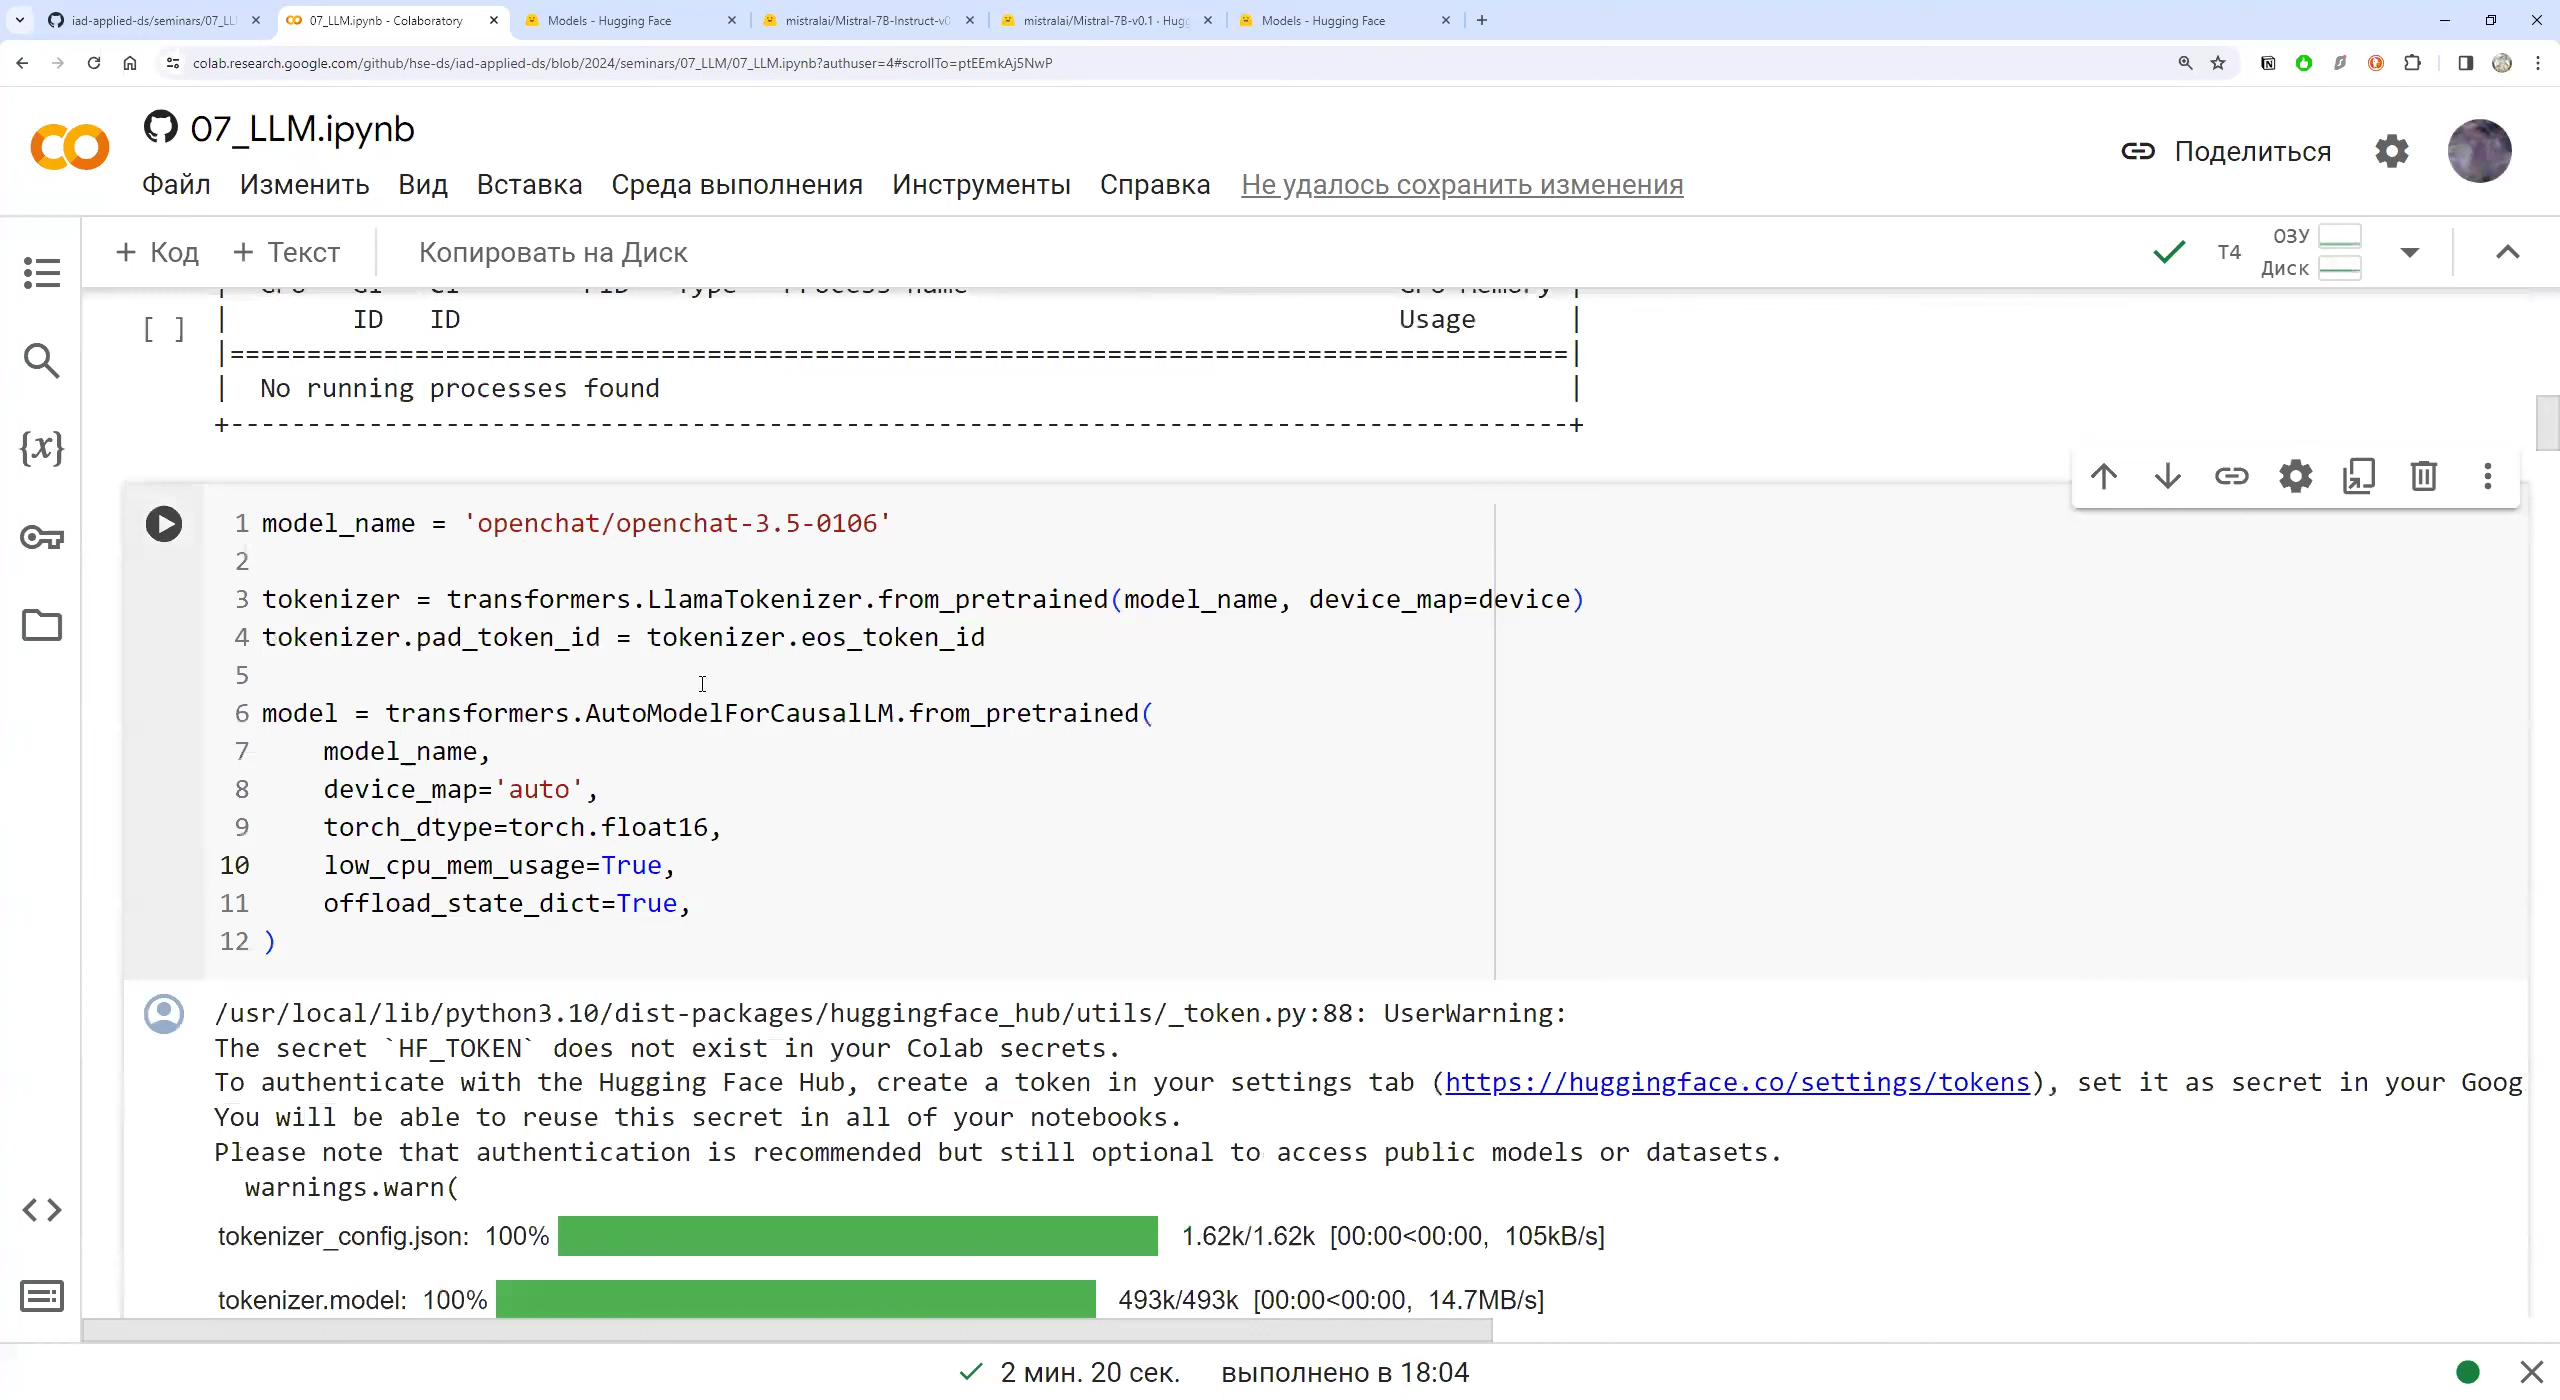 iad-applied-ds/seminars/07_LL
07_LLM.ipynb - Colaboratory
Models - Hugging Face
mistralai/Mistral-7B-Instruct-v0
mistralai/Mistral-7B-v0.1 · Hugg
Models - Hugging Face
colab.research.google.com/github/hse-ds/iad-applied-ds/blob/2024/seminars/07_LLM/07_LLM.ipynb?authuser=4#scrollTo=ptEEmkAj5NwP
07_LLM.ipynb
Поделиться
Файл Изменить Вид Вставка Среда выполнения Инструменты Справка Не удалось сохранить изменения
+ Код + Текст Копировать на Диск
T4 ОЗУ
Диск
| GPU GI CI PID Type Process name GPU Memory |
[ ] | ID ID Usage |
|=======================================================================================|
| No running processes found |
+---------------------------------------------------------------------------------------+
1 model_name = 'openchat/openchat-3.5-0106'
2
3 tokenizer = transformers.LlamaTokenizer.from_pretrained(model_name, device_map=device)
4 tokenizer.pad_token_id = tokenizer.eos_token_id
5
6 model = transformers.AutoModelForCausalLM.from_pretrained(
7 model_name,
8 device_map='auto',
9 torch_dtype=torch.float16,
10 low_cpu_mem_usage=True,
11 offload_state_dict=True,
12 )
/usr/local/lib/python3.10/dist-packages/huggingface_hub/utils/_token.py:88: UserWarning:
The secret `HF_TOKEN` does not exist in your Colab secrets.
To authenticate with the Hugging Face Hub, create a token in your settings tab (https://huggingface.co/settings/tokens), set it as secret in your Goog
You will be able to reuse this secret in all of your notebooks.
Please note that authentication is recommended but still optional to access public models or datasets.
warnings.warn(
tokenizer_config.json: 100% 1.62k/1.62k [00:00<00:00, 105kB/s]
tokenizer.model: 100% 493k/493k [00:00<00:00, 14.7MB/s]
2 мин. 20 сек. выполнено в 18:04